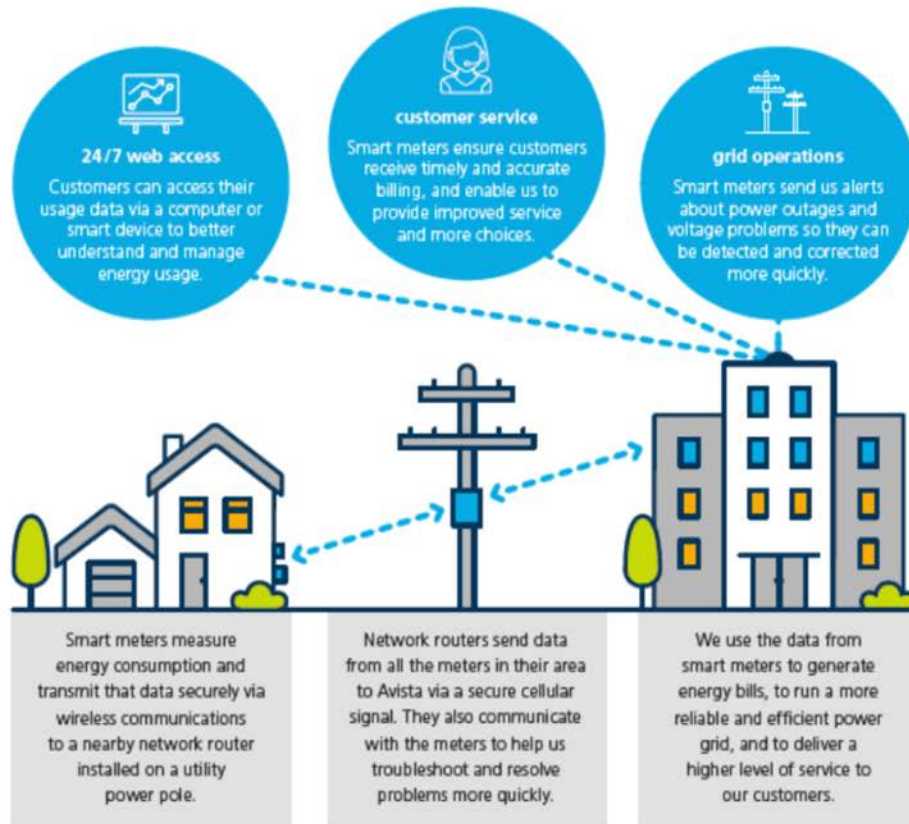 24/7 web access
Customers can access their
usage data via a computer or
smart device to better
understand and manage
energy usage.
customer service
Smart meters ensure customers
receive timely and accurate
billing, and enable us to
provide improved service
and more choices.
grid operations
Smart meters send us alerts
about power outages and
voltage problems so they can
be detected and corrected
more quickly.
Smart meters measure
energy consumption and
transmit that data securely via
wireless communications
to a nearby network router
installed on a utility
power pole.
Network routers send data
from all the meters in their area
to Avista via a secure cellular
signal. They also communicate
with the meters to help us
troubleshoot and resolve
problems more quickly.
We use the data from
smart meters to generate
energy bills, to run a more
reliable and efficient power
grid, and to deliver a
higher level of service to
our customers.